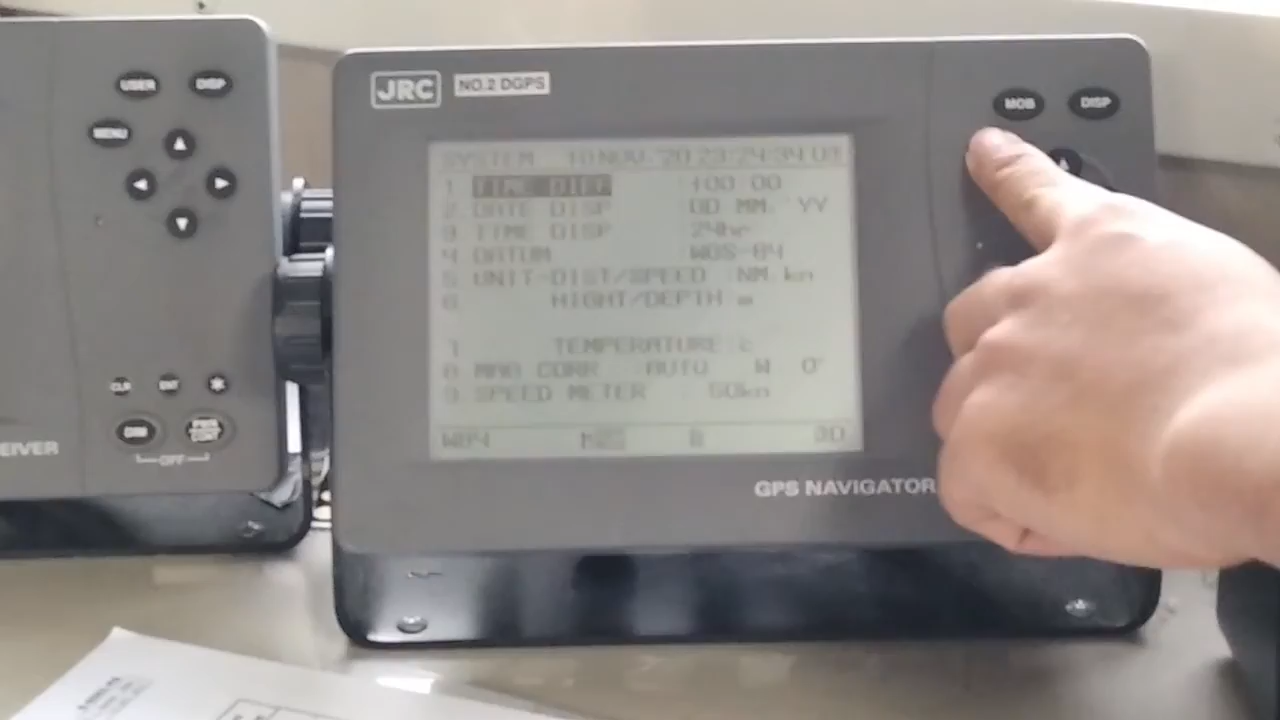 USER DISP
MENU
CLR ENT *
DIM PWR CONT
OFF
EIVER
JRC NO.2 DGPS
MOB DISP
SYSTEM 10 NOV.'20 23:24:34
1 TIME DIFF :+00:00
2 DATE DISP :DD MM.'YY
3 TIME DISP :24hr
4 DATUM :WGS-84
5 UNIT-DIST/SPEED :NM,kn
6 HIGHT/DEPTH:m
7 TEMPERATURE:c
8 MAG CORR :AUTO W 0°
9 SPEED METER : 50kn
W84 3D
GPS NAVIGATOR